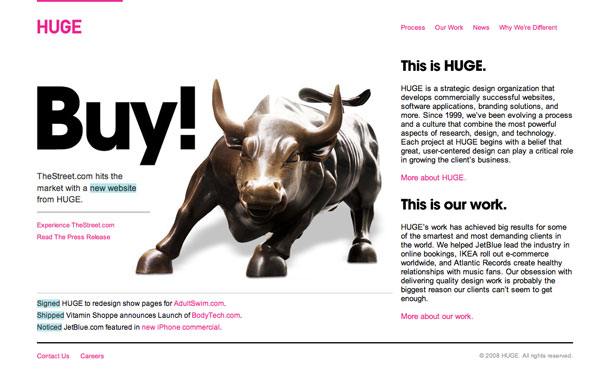 HUGE
Process Our Work News Why We're Different
Buy!
TheStreet.com hits the
market with a new website
from HUGE.
Experience TheStreet.com
Read The Press Release
Signed HUGE to redesign show pages for AdultSwim.com.
Shipped Vitamin Shoppe announces Launch of BodyTech.com.
Noticed JetBlue.com featured in new iPhone commercial.
This is HUGE.
HUGE is a strategic design organization that
develops commercially successful websites,
software applications, branding solutions, and
more. Since 1999, we've been evolving a process
and a culture that combine the most powerful
aspects of research, design, and technology.
Each project at HUGE begins with a belief that
great, user-centered design can play a critical role
in growing the client's business.
More about HUGE.
This is our work.
HUGE's work has achieved big results for some
of the smartest and most demanding clients in
the world. We helped JetBlue lead the industry in
online bookings, IKEA roll out e-commerce
worldwide, and Atlantic Records create healthy
relationships with music fans. Our obsession with
delivering quality design work is probably the
biggest reason our clients can't seem to get
enough.
More about our work.
Contact Us Careers
© 2008 HUGE. All rights reserved.